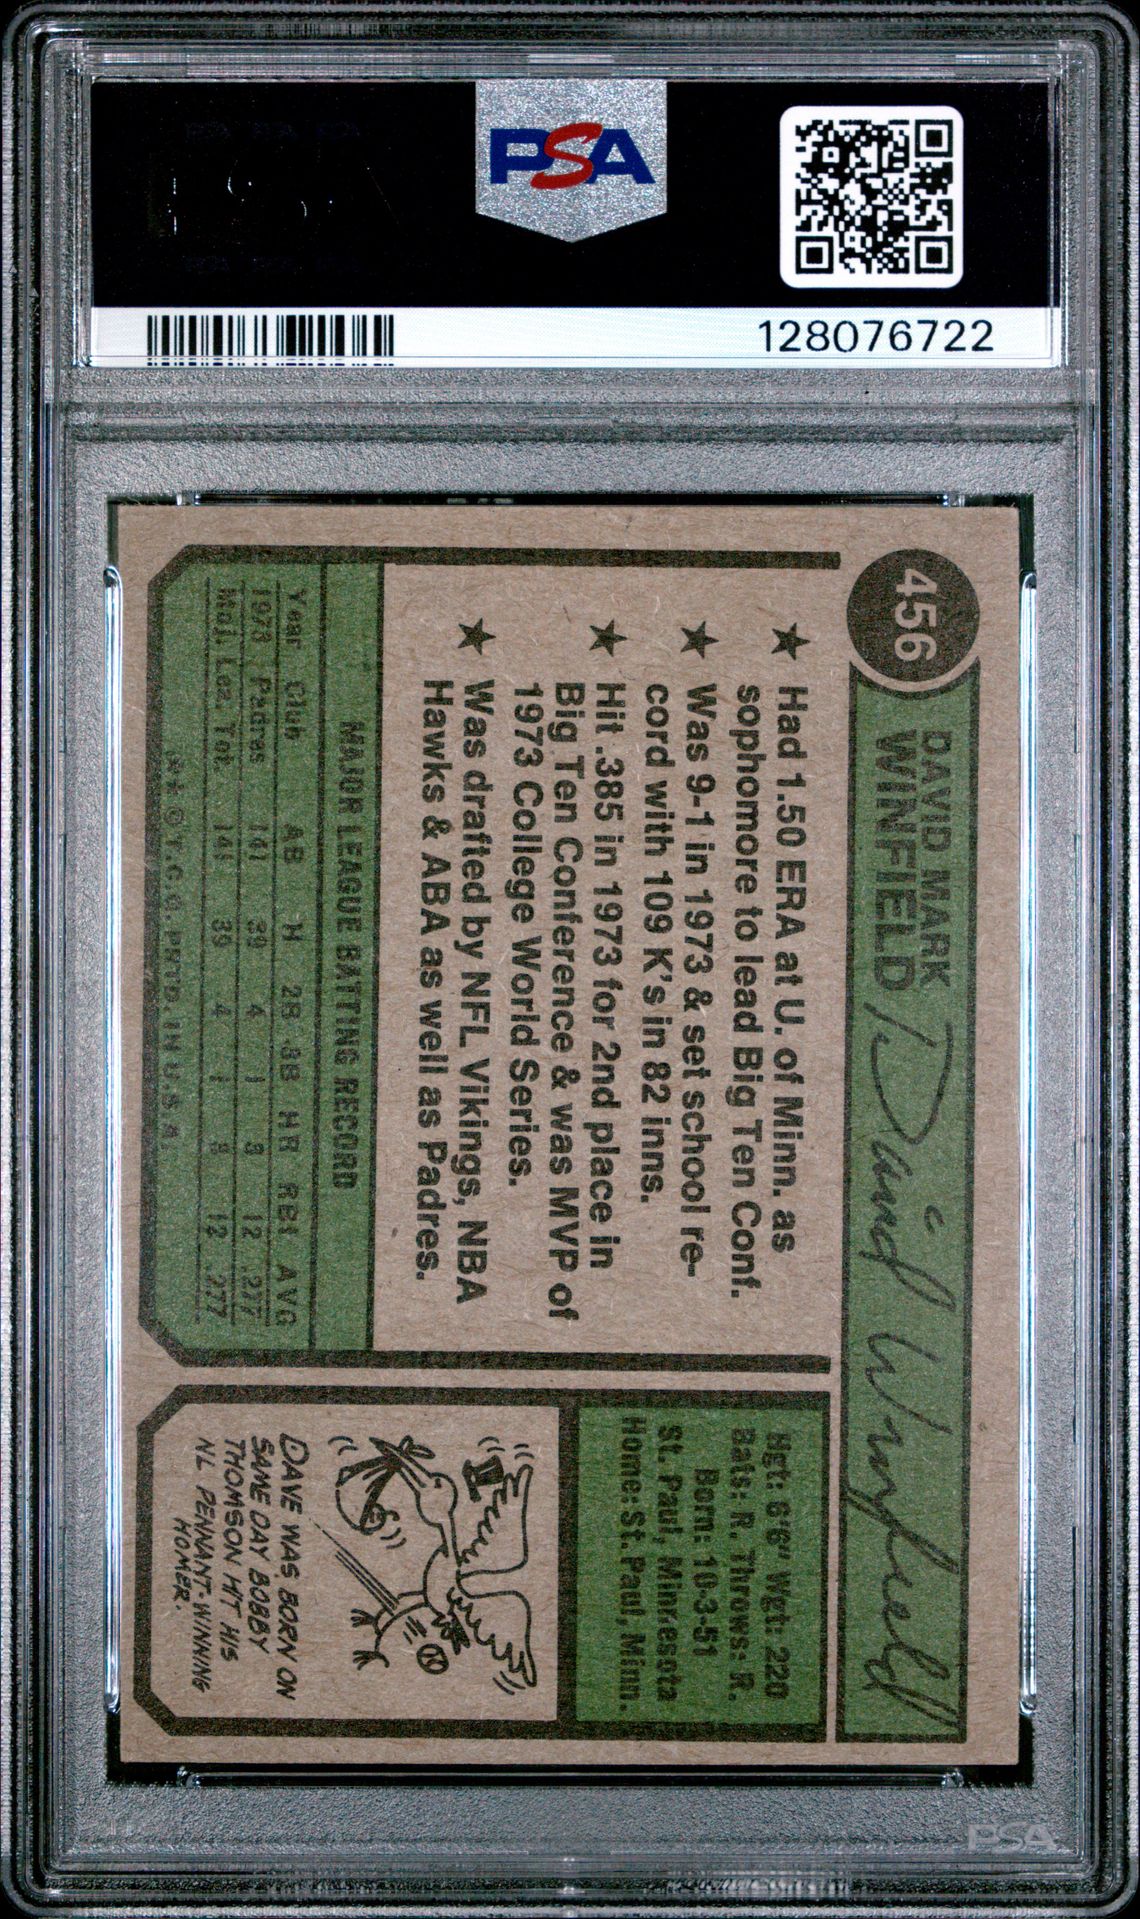 PSA
128076722
456
DAVID MARK
WINFIELD
David Winfield
★ Had 1.50 ERA at U. of Minn. as
sophomore to lead Big Ten Conf.
★ Was 9-1 in 1973 & set school re-
cord with 109 K's in 82 inns.
★ Hit .385 in 1973 for 2nd place in
Big Ten Conference & was MVP of
1973 College World Series.
★ Was drafted by NFL Vikings, NBA
Hawks & ABA as well as Padres.
MAJOR LEAGUE BATTING RECORD
Year Club AB H 2B 3B HR RBI AVG
1973 Padres 141 39 4 1 3 12 .277
Maj. Lea. Tot. 141 39 4 1 3 12 .277
★★©T.C.G. PRTD. IN U.S.A.
Hgt: 6'6" Wgt: 220
Bats: R. Throws: R.
Born: 10-3-51
St. Paul, Minnesota
Home: St. Paul, Minn.
DAVE WAS BORN ON
SAME DAY BOBBY
THOMSON HIT HIS
NL PENNANT-WINNING
HOMER.
PSA